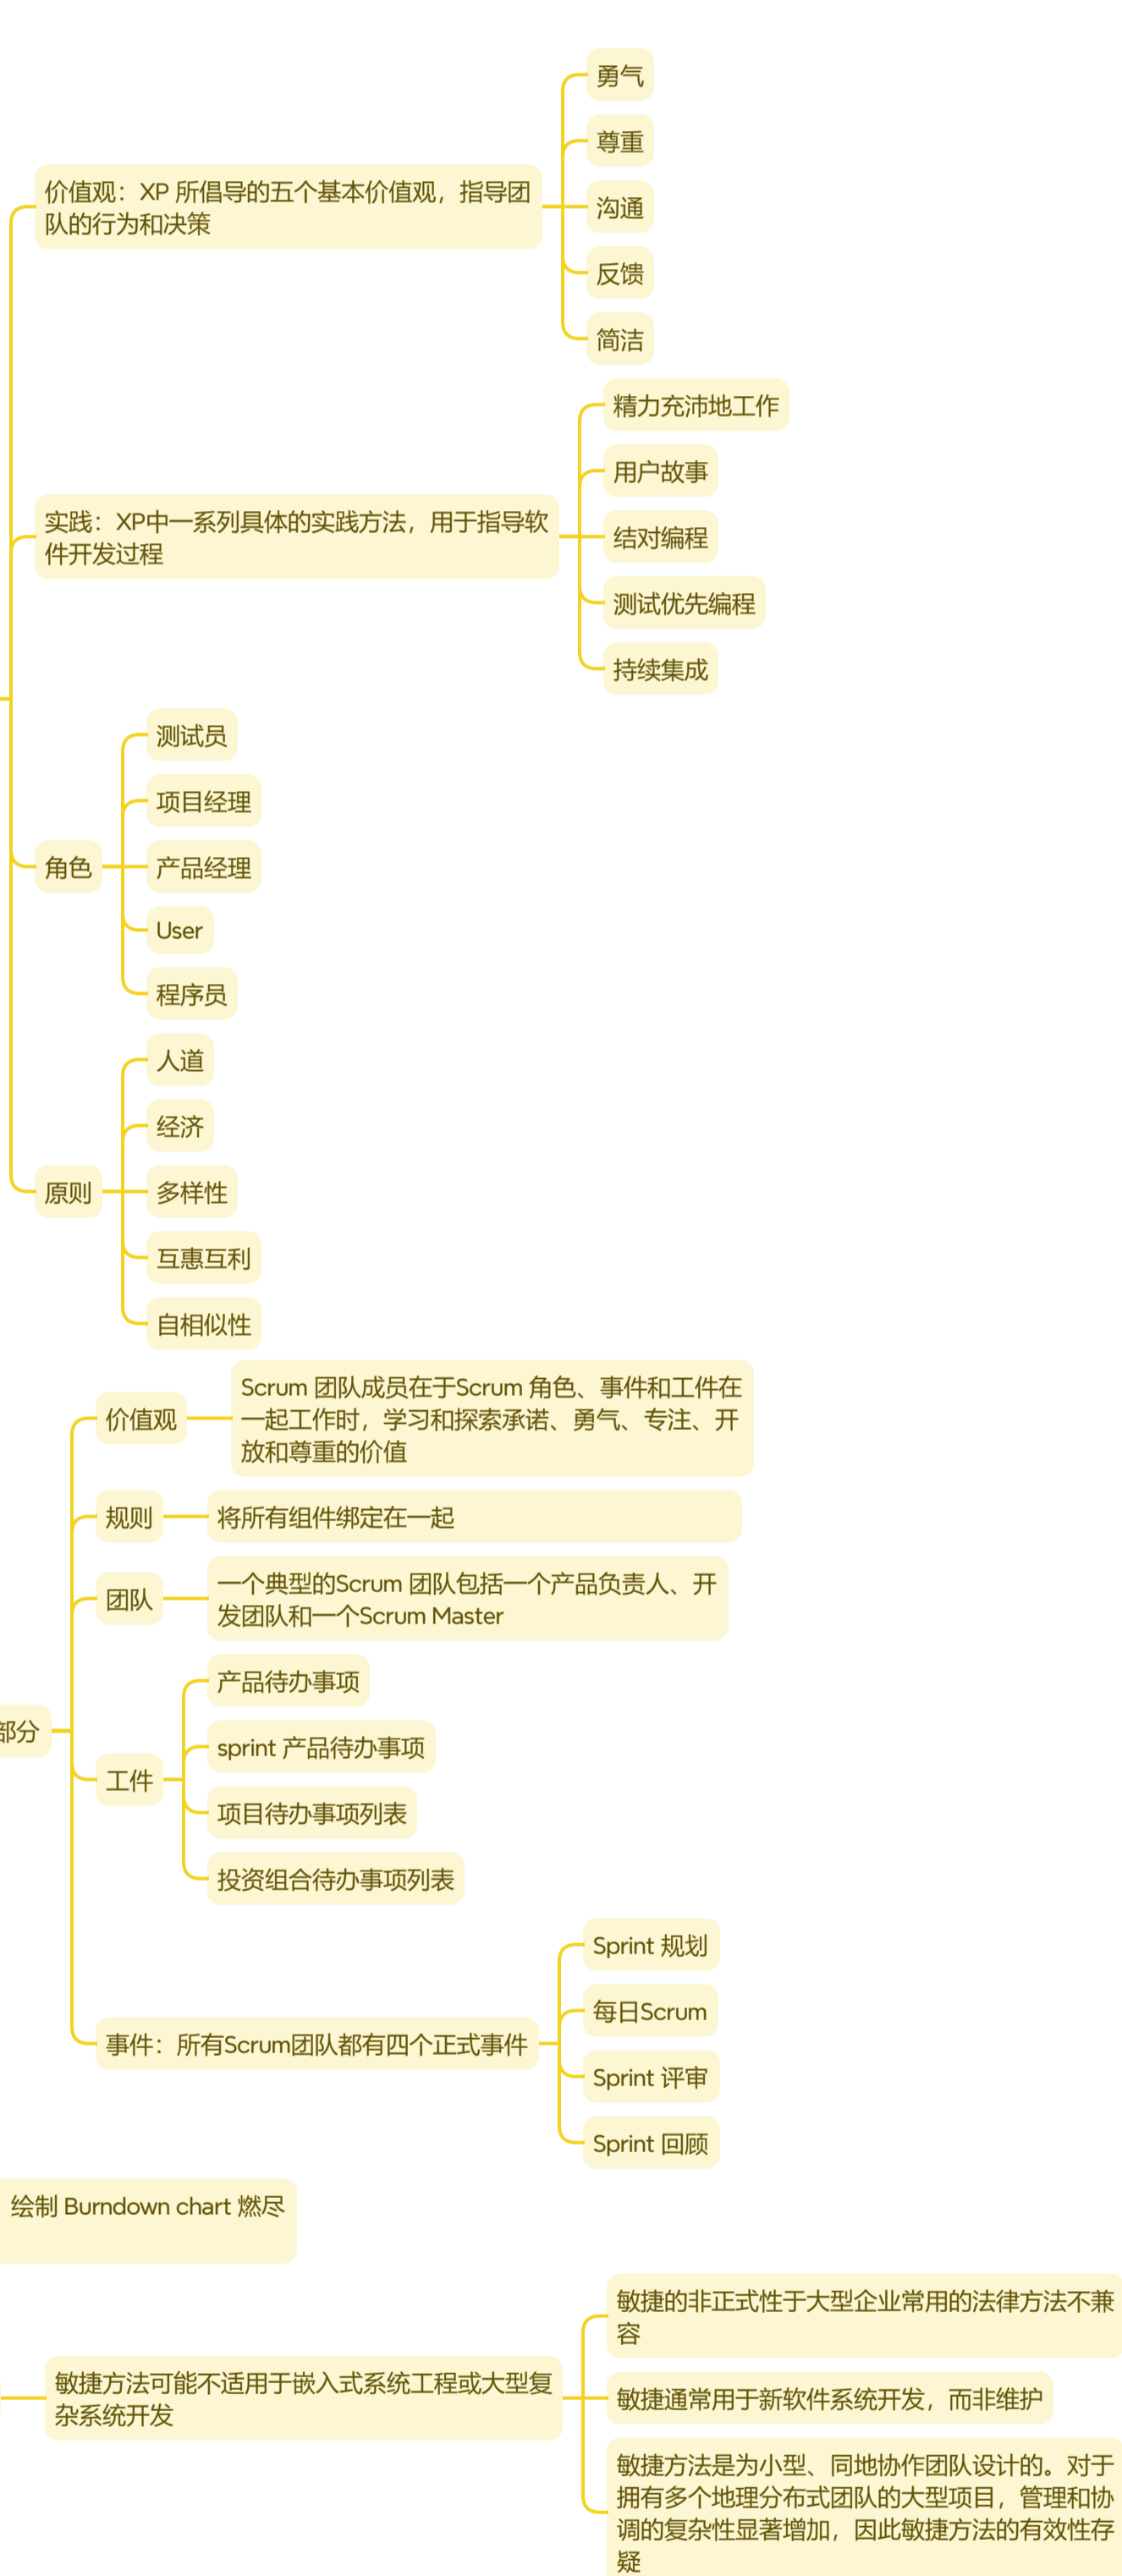 勇气
尊重
价值观：XP 所倡导的五个基本价值观，指导团
队的行为和决策
沟通
反馈
简洁
精力充沛地工作
用户故事
实践：XP中一系列具体的实践方法，用于指导软
件开发过程
结对编程
测试优先编程
持续集成
测试员
项目经理
角色
产品经理
User
程序员
人道
经济
原则
多样性
互惠互利
自相似性
价值观
Scrum 团队成员在于Scrum 角色、事件和工件在
一起工作时，学习和探索承诺、勇气、专注、开
放和尊重的价值
规则
将所有组件绑定在一起
团队
一个典型的Scrum 团队包括一个产品负责人、开
发团队和一个Scrum Master
部分
工件
产品待办事项
sprint 产品待办事项
项目待办事项列表
投资组合待办事项列表
事件：所有Scrum团队都有四个正式事件
Sprint 规划
每日Scrum
Sprint 评审
Sprint 回顾
绘制 Burndown chart 燃尽
敏捷方法可能不适用于嵌入式系统工程或大型复
杂系统开发
敏捷的非正式性于大型企业常用的法律方法不兼
容
敏捷通常用于新软件系统开发，而非维护
敏捷方法是为小型、同地协作团队设计的。对于
拥有多个地理分布式团队的大型项目，管理和协
调的复杂性显著增加，因此敏捷方法的有效性存
疑